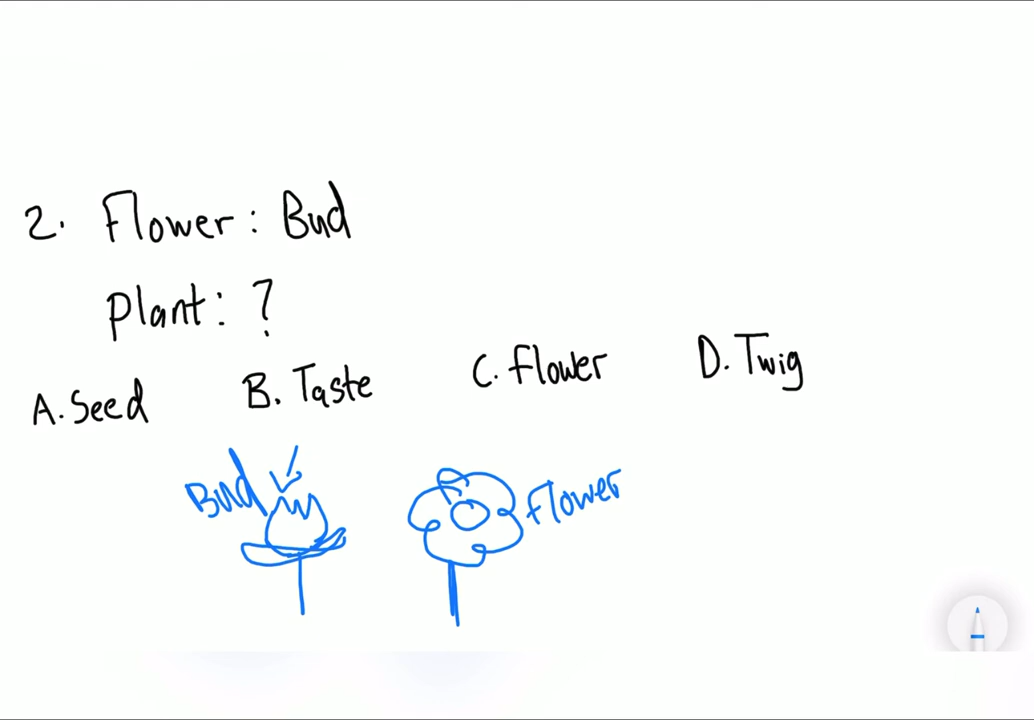 2. Flower: Bud
Plant: ?
A. Seed B. Taste C. Flower D. Twig
Bud Flower